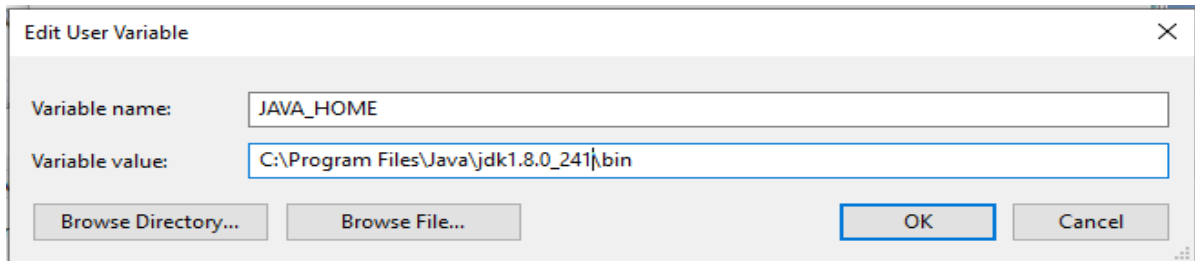 Edit User Variable
Variable name: JAVA_HOME
Variable value: C:\Program Files\Java\jdk1.8.0_241\bin
Browse Directory... Browse File... OK Cancel